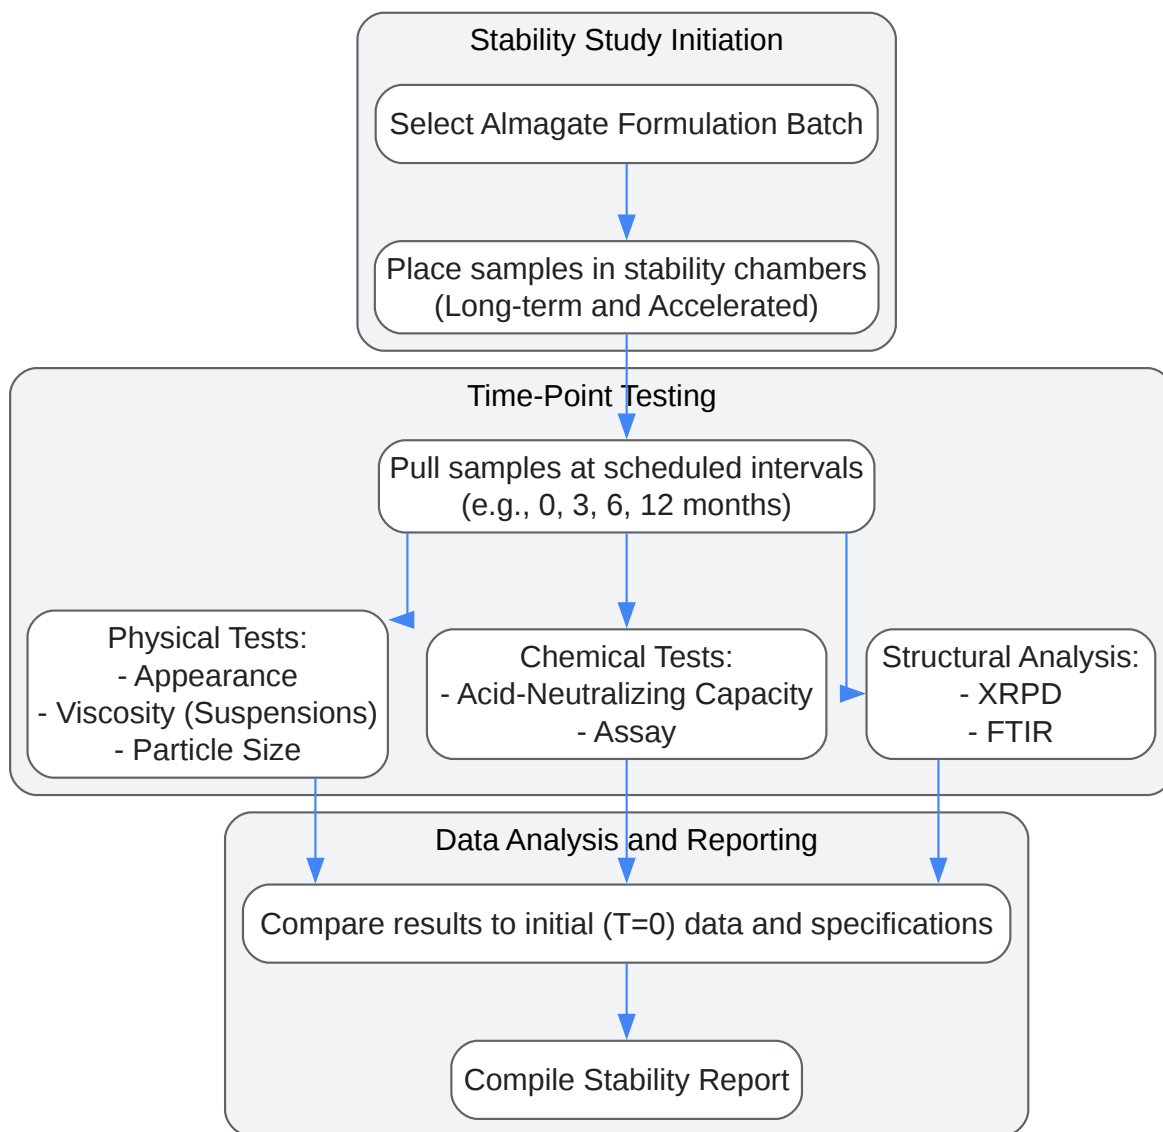 Stability Study Initiation
Select Almagate Formulation Batch
Place samples in stability chambers
(Long-term and Accelerated)
Time-Point Testing
Pull samples at scheduled intervals
(e.g., 0, 3, 6, 12 months)
Physical Tests:
- Appearance
- Viscosity (Suspensions)
- Particle Size
Chemical Tests:
- Acid-Neutralizing Capacity
- Assay
Structural Analysis:
- XRPD
- FTIR
Data Analysis and Reporting
Compare results to initial (T=0) data and specifications
Compile Stability Report